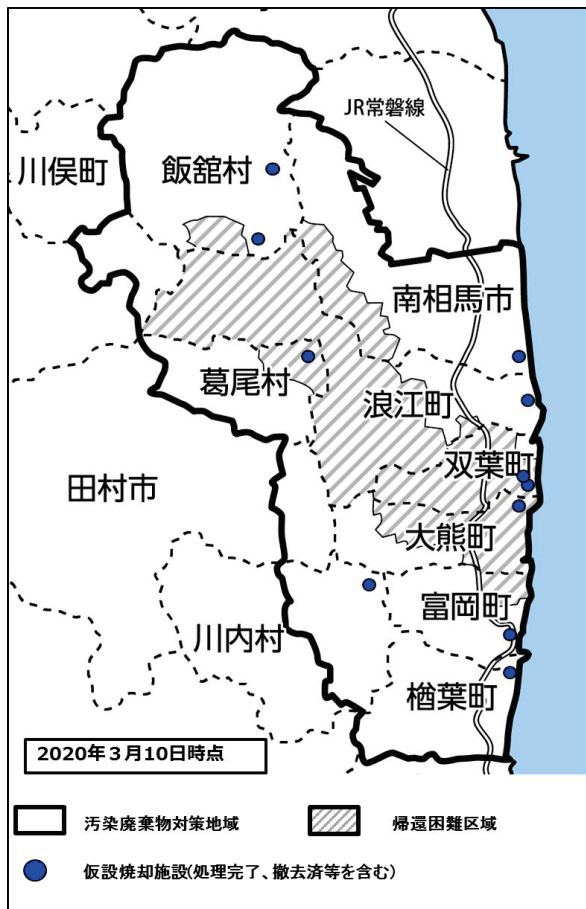 JR常磐線
川俣町
飯舘村
南相馬市
葛尾村
浪江町
双葉町
田村市
大熊町
富岡町
川内村
楢葉町
2020年3月10日時点
汚染廃棄物対策地域
帰還困難区域
仮設焼却施設(処理完了、撤去済等を含む)